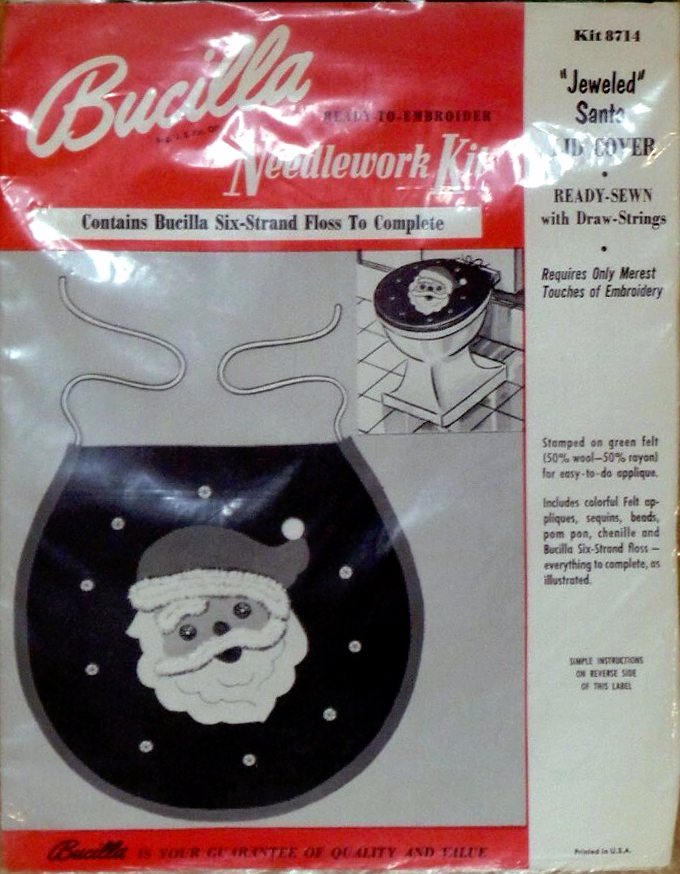 Bucilla
Reg. U.S. Pat. Off.
READY-TO-EMBROIDER
Needlework Kit
Contains Bucilla Six-Strand Floss To Complete
Kit 8714
"Jeweled"
Santa
LID COVER
•
READY-SEWN
with Draw-Strings
•
Requires Only Merest
Touches of Embroidery
Stamped on green felt
(50% wool—50% rayon)
for easy-to-do applique.
Includes colorful Felt ap-
pliques, sequins, beads,
pom pon, chenille and
Bucilla Six-Strand floss —
everything to complete, as
illustrated.
SIMPLE INSTRUCTIONS
ON REVERSE SIDE
OF THIS LABEL
Bucilla IS YOUR GUARANTEE OF QUALITY AND VALUE
Printed in U.S.A.